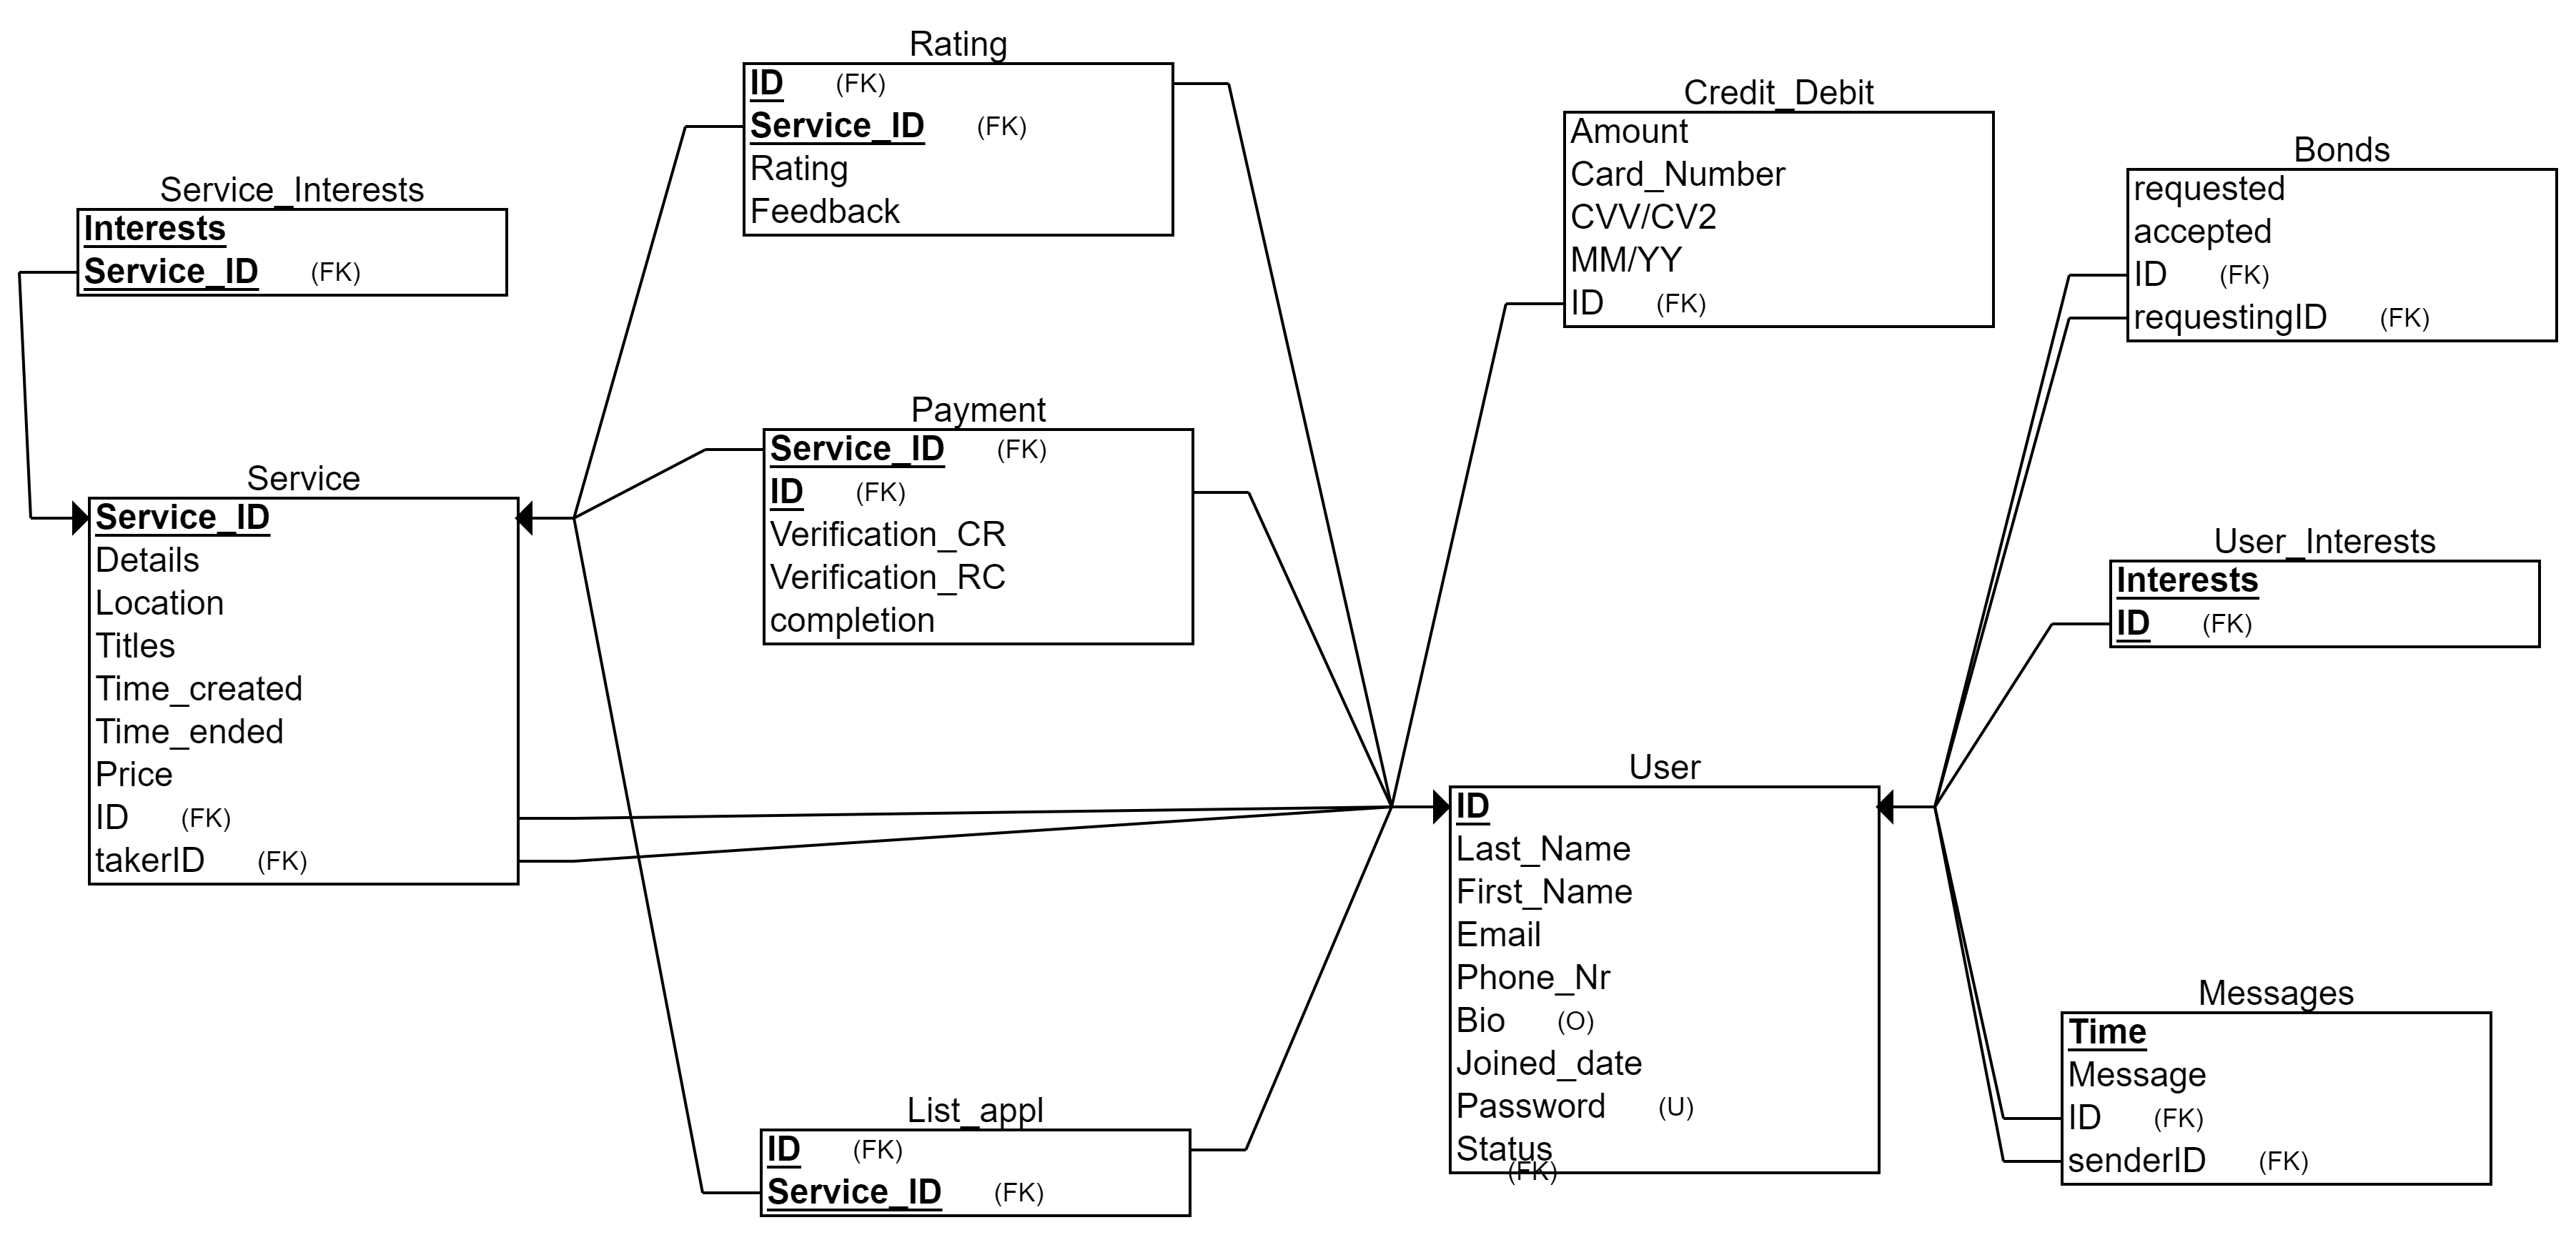 Rating
ID (FK)
Service_ID (FK)
Rating
Feedback
Credit_Debit
Amount
Card_Number
CVV/CV2
MM/YY
ID (FK)
Bonds
requested
accepted
ID (FK)
requestingID (FK)
Service_Interests
Interests
Service_ID (FK)
Payment
Service_ID (FK)
ID (FK)
Verification_CR
Verification_RC
completion
Service
Service_ID
Details
Location
Titles
Time_created
Time_ended
Price
ID (FK)
takerID (FK)
User_Interests
Interests
ID (FK)
User
ID
Last_Name
First_Name
Email
Phone_Nr
Bio (O)
Joined_date
Password (U)
Status
(FK)
Messages
Time
Message
ID (FK)
senderID (FK)
List_appl
ID (FK)
Service_ID (FK)